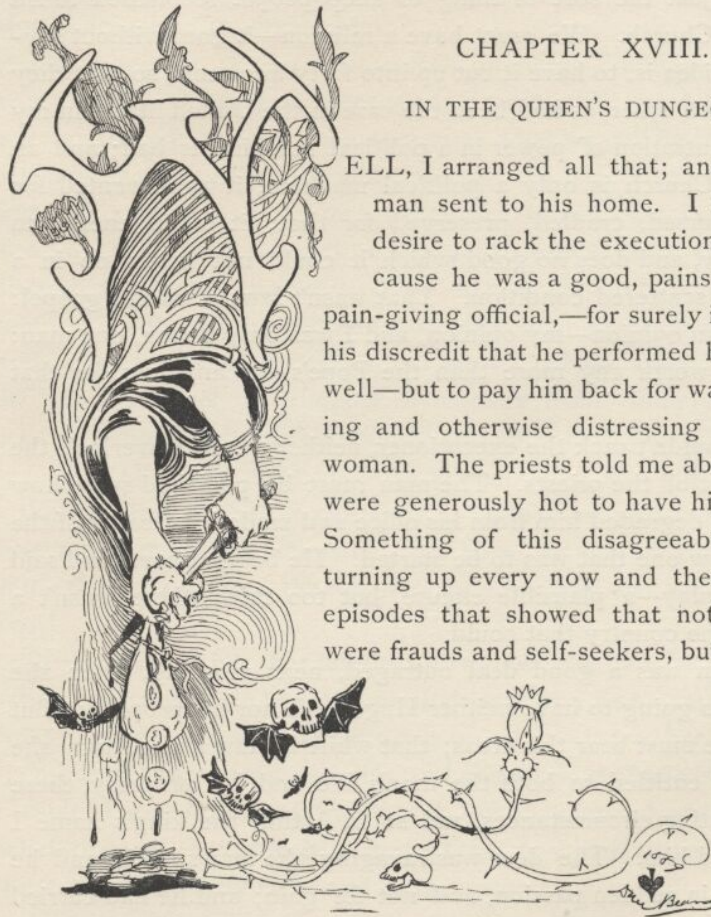 CHAPTER XVIII.
IN THE QUEEN'S DUNGEO
WELL, I arranged all that; an
man sent to his home. I
desire to rack the execution
cause he was a good, pains
pain-giving official,—for surely i
his discredit that he performed h
well—but to pay him back for wa
ing and otherwise distressing
woman. The priests told me ab
were generously hot to have hi
Something of this disagreeab
turning up every now and the
episodes that showed that not
were frauds and self-seekers, bu